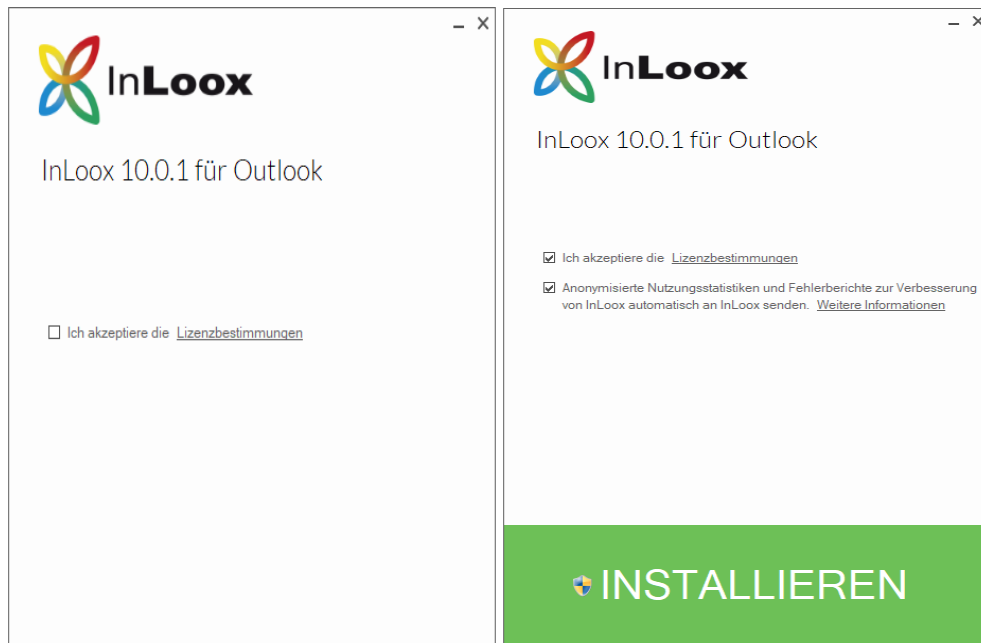 InLoox
InLoox 10.0.1 für Outlook
Ich akzeptiere die Lizenzbestimmungen
InLoox
InLoox 10.0.1 für Outlook
Ich akzeptiere die Lizenzbestimmungen
Anonymisierte Nutzungsstatistiken und Fehlerberichte zur Verbesserung
von InLoox automatisch an InLoox senden. Weitere Informationen
INSTALLIEREN